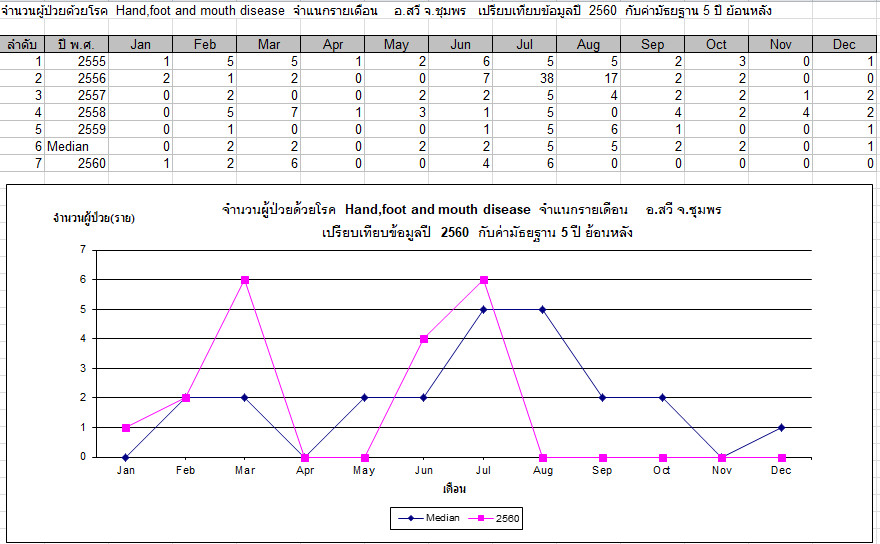 จำนวนผู้ป่วยด้วยโรค Hand,foot and mouth disease จำแนกรายเดือน อ.สวี จ.ชุมพร เปรียบเทียบข้อมูลปี 2560 กับค่ามัธยฐาน 5 ปี ย้อนหลัง
ลำดับ ปี พ.ศ. Jan Feb Mar Apr May Jun Jul Aug Sep Oct Nov Dec
1 2555 1 5 5 1 2 6 5 5 2 3 0 1
2 2556 2 1 2 0 0 7 38 17 2 2 0 0
3 2557 0 2 0 0 2 2 5 4 2 2 1 2
4 2558 0 5 7 1 3 1 5 0 4 2 4 2
5 2559 0 1 0 0 0 1 5 6 1 0 0 1
6 Median 0 2 2 0 2 2 5 5 2 2 0 1
7 2560 1 2 6 0 0 4 6 0 0 0 0 0
จำนวนผู้ป่วยด้วยโรค Hand,foot and mouth disease จำแนกรายเดือน อ.สวี จ.ชุมพร
เปรียบเทียบข้อมูลปี 2560 กับค่ามัธยฐาน 5 ปี ย้อนหลัง
จำนวนผู้ป่วย(ราย)
7
6
5
4
3
2
1
0
Jan Feb Mar Apr May Jun Jul Aug Sep Oct Nov Dec
เดือน
Median 2560